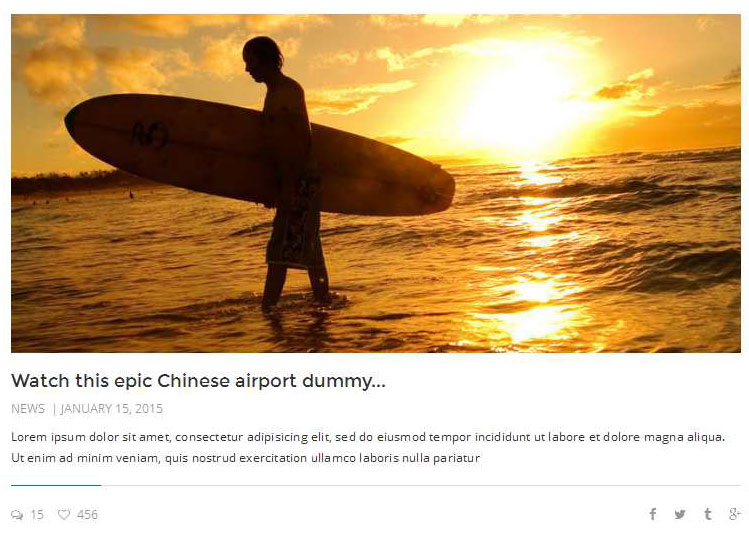 Watch this epic Chinese airport dummy...
NEWS | JANUARY 15, 2015
Lorem ipsum dolor sit amet, consectetur adipisicing elit, sed do eiusmod tempor incididunt ut labore et dolore magna aliqua.
Ut enim ad minim veniam, quis nostrud exercitation ullamco laboris nulla pariatur
15 456